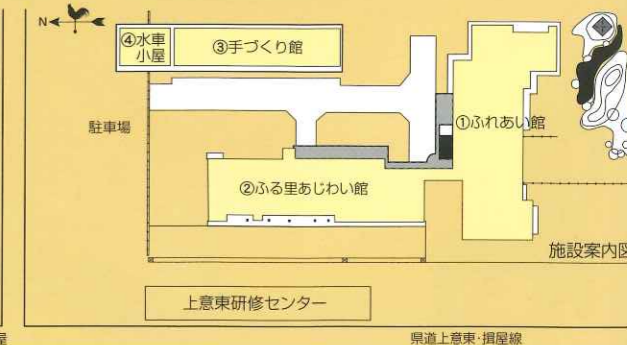 N
④水車
小屋
③手づくり館
駐車場
①ふれあい館
②ふる里あじわい館
施設案内図
上意東研修センター
屋
県道上意東・揖屋線